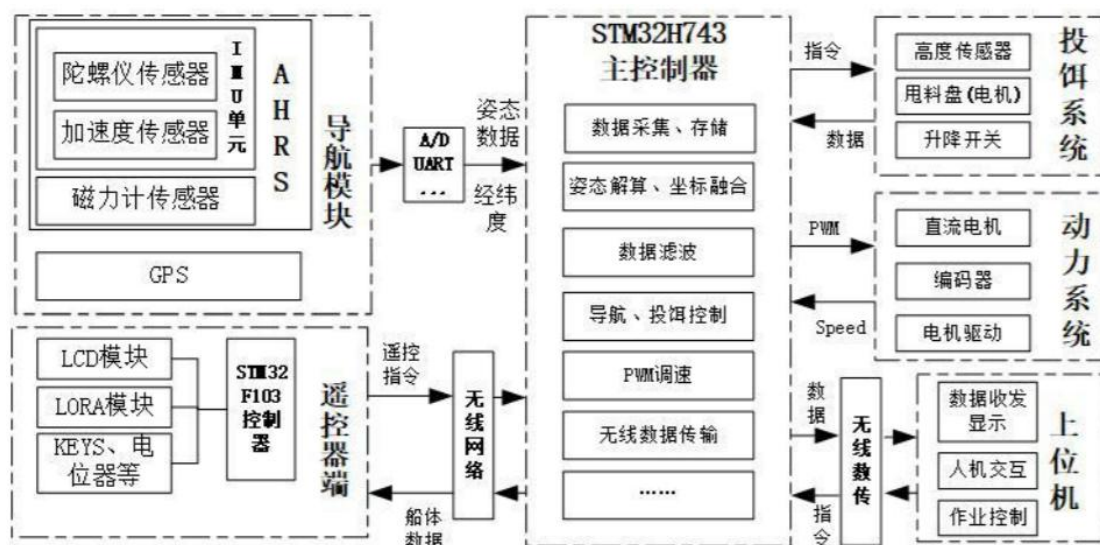 陀螺仪传感器
加速度传感器
IMU单元
磁力计传感器
AHRS
GPS
导航模块
A/D
UART
...
姿态
数据
经纬
度
LCD模块
LORA模块
KEYS、电
位器等
STM32
F103
控制
器
遥控器端
遥控
指令
无线网络
船体
数据
STM32H743
主控制器
数据采集、存储
姿态解算、坐标融合
数据滤波
导航、投饵控制
PWM调速
无线数据传输
……
指令
数据
高度传感器
甩料盘(电机)
升降开关
投饵系统
PWM
Speed
直流电机
编码器
电机驱动
动力系统
数据
指令
无线数传
数据收发
显示
人机交互
作业控制
上位机